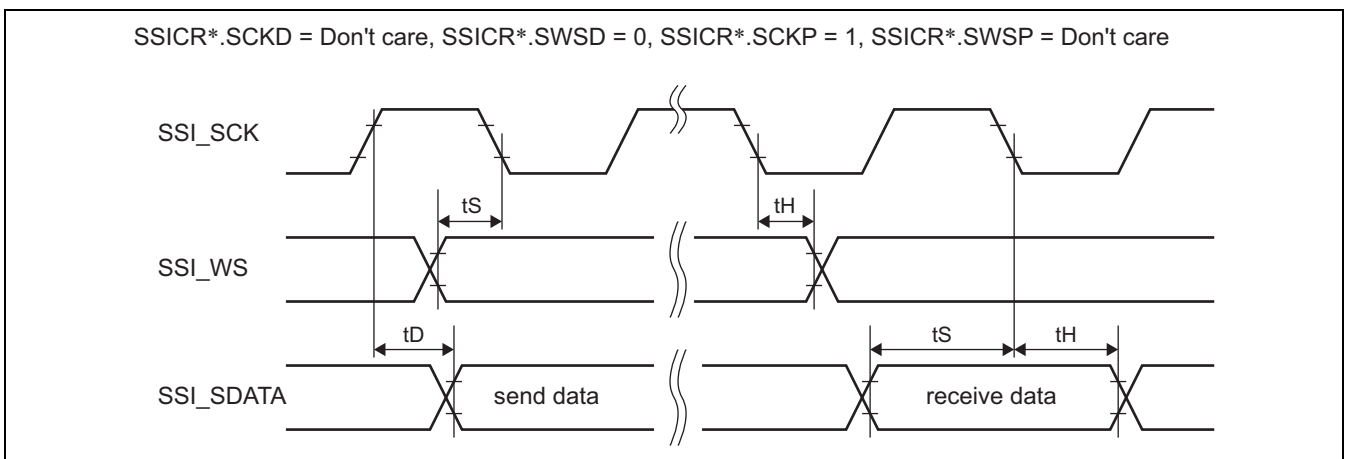 SSICR*.SCKD = Don't care, SSICR*.SWSD = 0, SSICR*.SCKP = 1, SSICR*.SWSP = Don't care
SSI_SCK
tS
tH
SSI_WS
tD
tS
tH
SSI_SDATA
send data
receive data